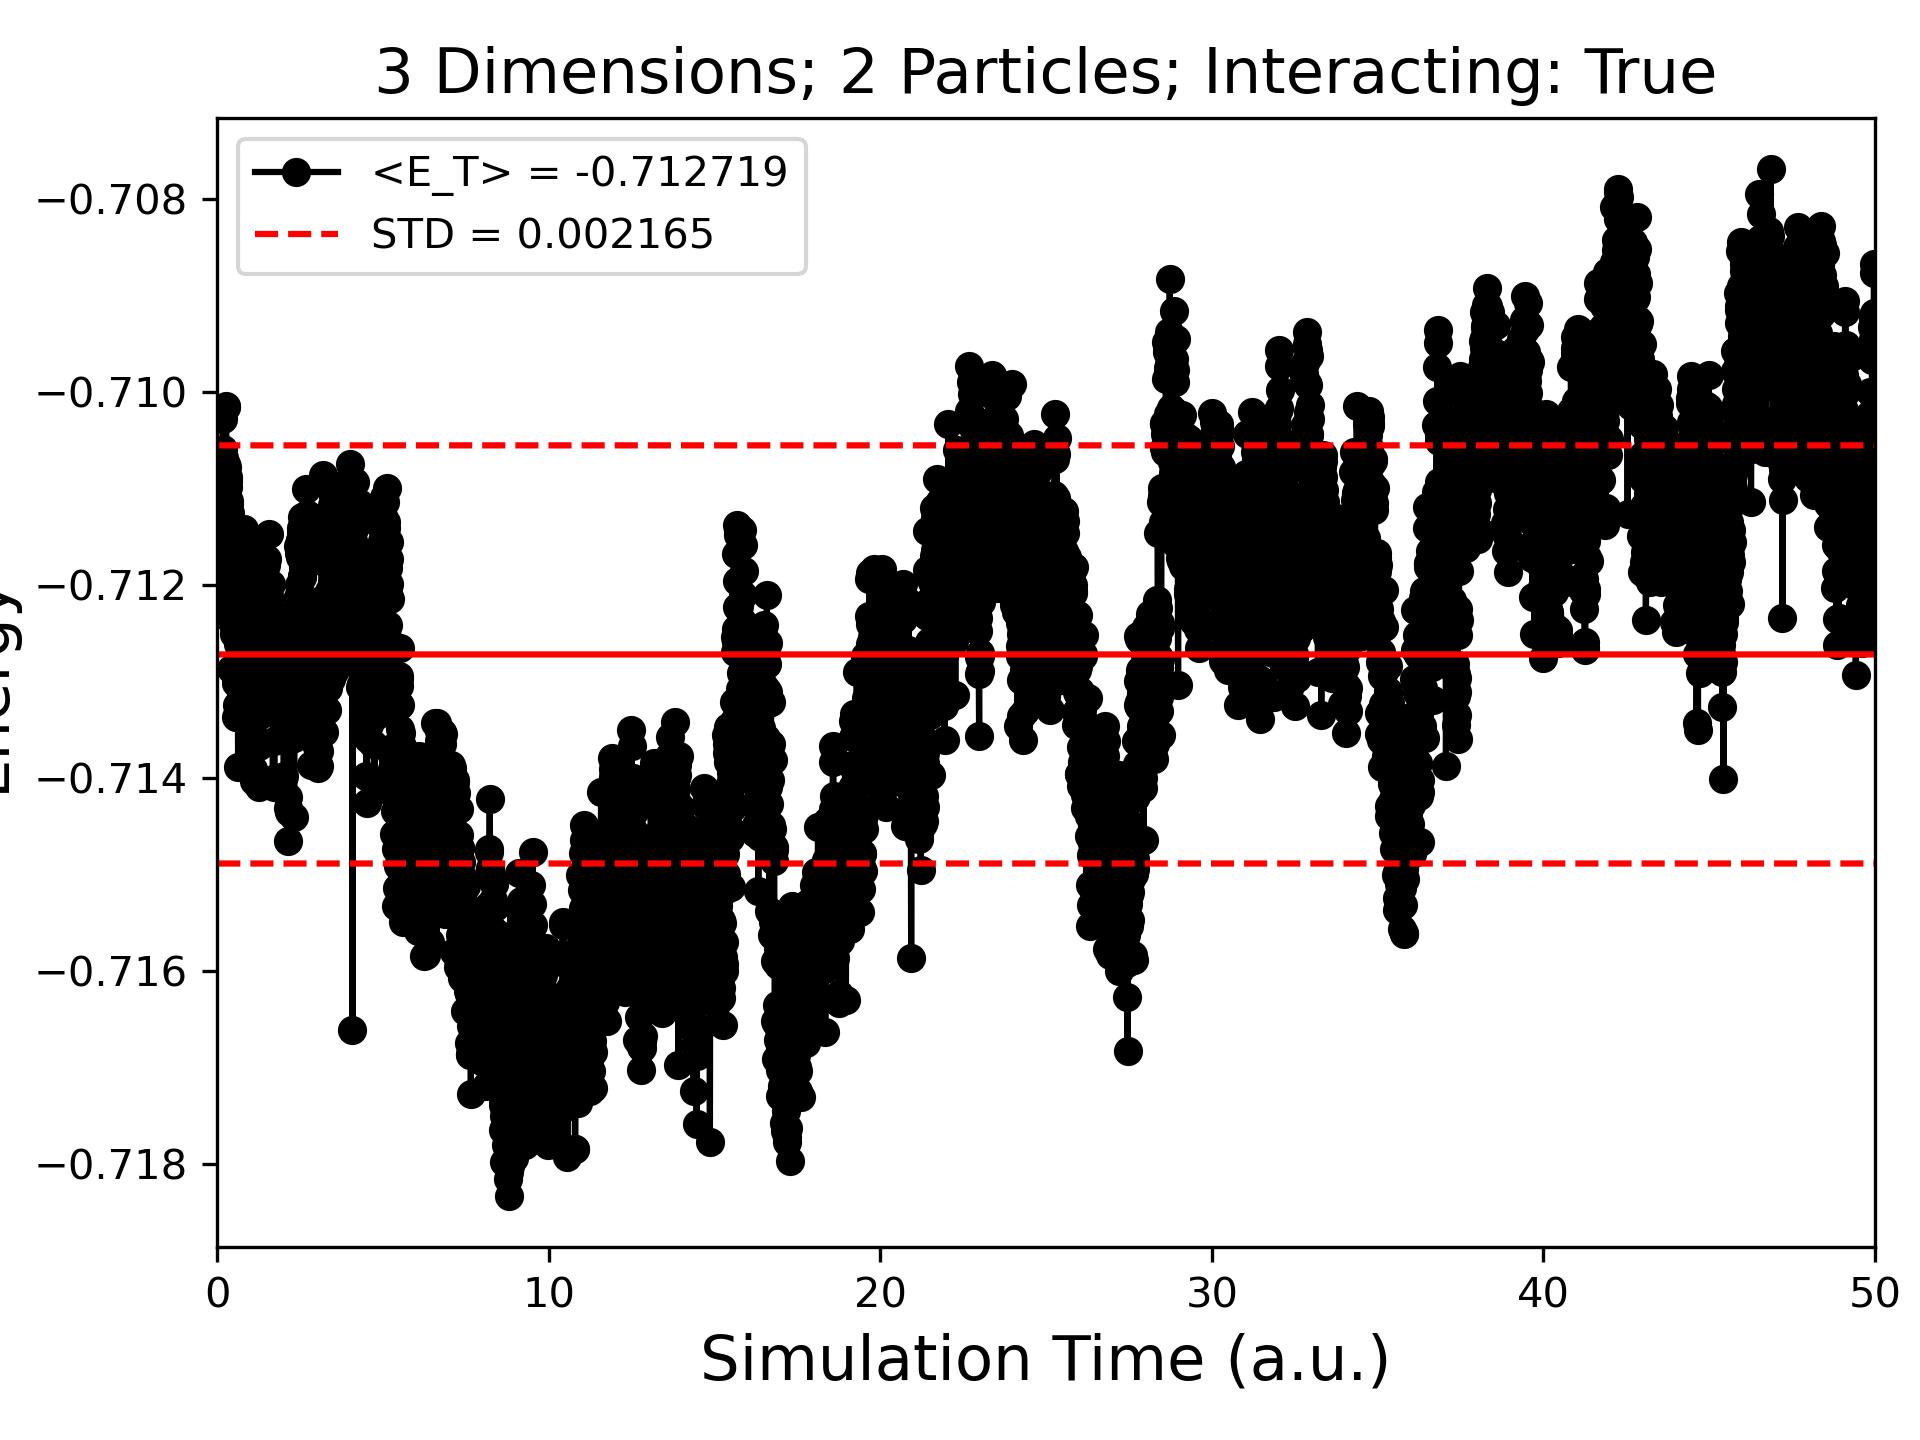 3 Dimensions; 2 Particles; Interacting: True
<E_T> = -0.712719
STD = 0.002165
−0.708
−0.710
−0.712
−0.714
−0.716
−0.718
Energy
0 10 20 30 40 50
Simulation Time (a.u.)